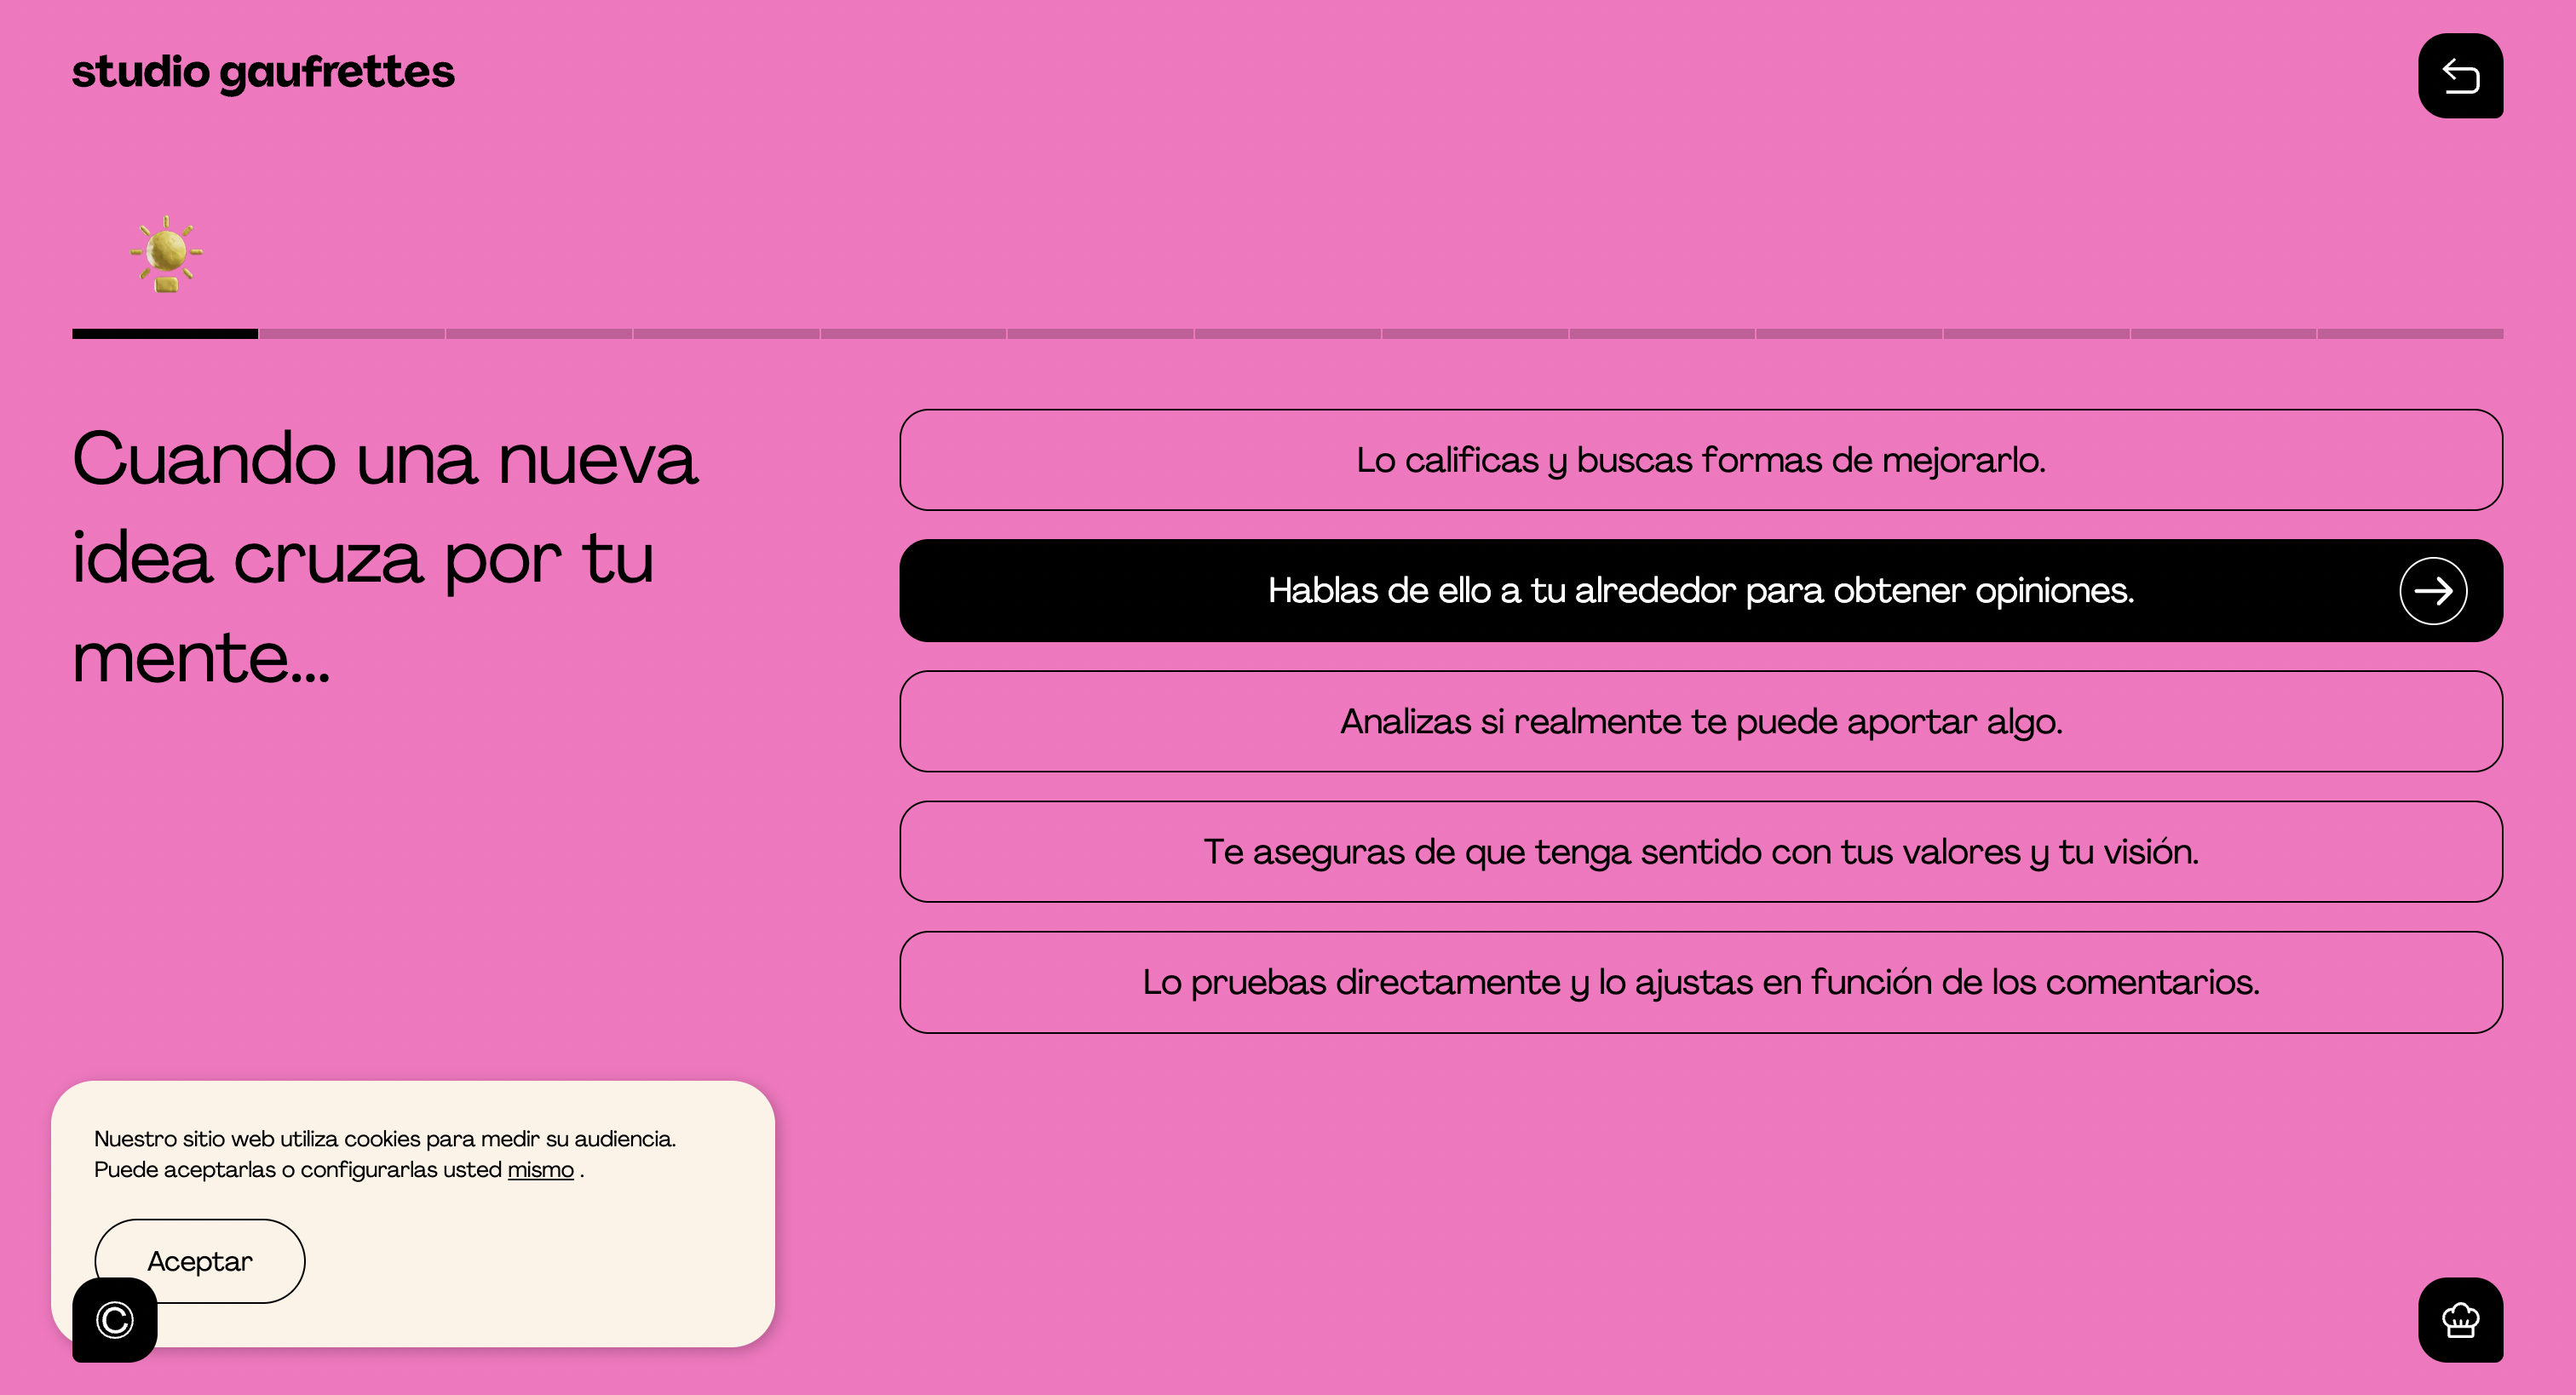 studio gaufrettes
Cuando una nueva
idea cruza por tu
mente...
Lo calificas y buscas formas de mejorarlo.
Hablas de ello a tu alrededor para obtener opiniones.
Analizas si realmente te puede aportar algo.
Te aseguras de que tenga sentido con tus valores y tu visión.
Lo pruebas directamente y lo ajustas en función de los comentarios.
Nuestro sitio web utiliza cookies para medir su audiencia.
Puede aceptarlas o configurarlas usted mismo .
Aceptar
©